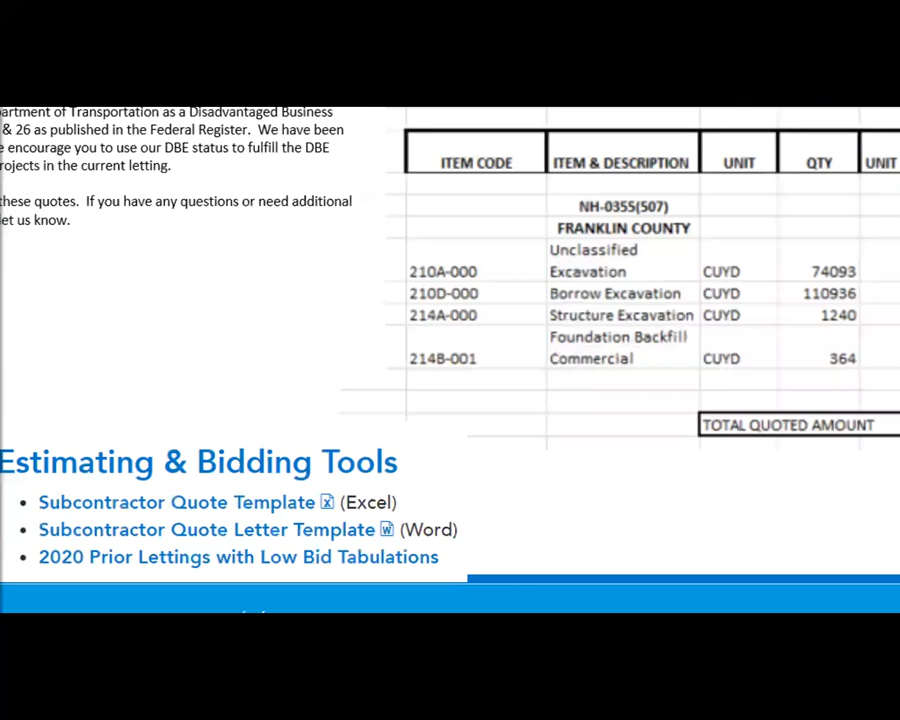 artment of Transportation as a Disadvantaged Business
& 26 as published in the Federal Register. We have been
e encourage you to use our DBE status to fulfill the DBE
rojects in the current letting.
these quotes. If you have any questions or need additional
let us know.
ITEM CODE ITEM & DESCRIPTION UNIT QTY UNIT
NH-0355(507)
FRANKLIN COUNTY
Unclassified
210A-000 Excavation CUYD 74093
210D-000 Borrow Excavation CUYD 110936
214A-000 Structure Excavation CUYD 1240
Foundation Backfill
214B-001 Commercial CUYD 364
TOTAL QUOTED AMOUNT
Estimating & Bidding Tools
• Subcontractor Quote Template (Excel)
• Subcontractor Quote Letter Template (Word)
• 2020 Prior Lettings with Low Bid Tabulations